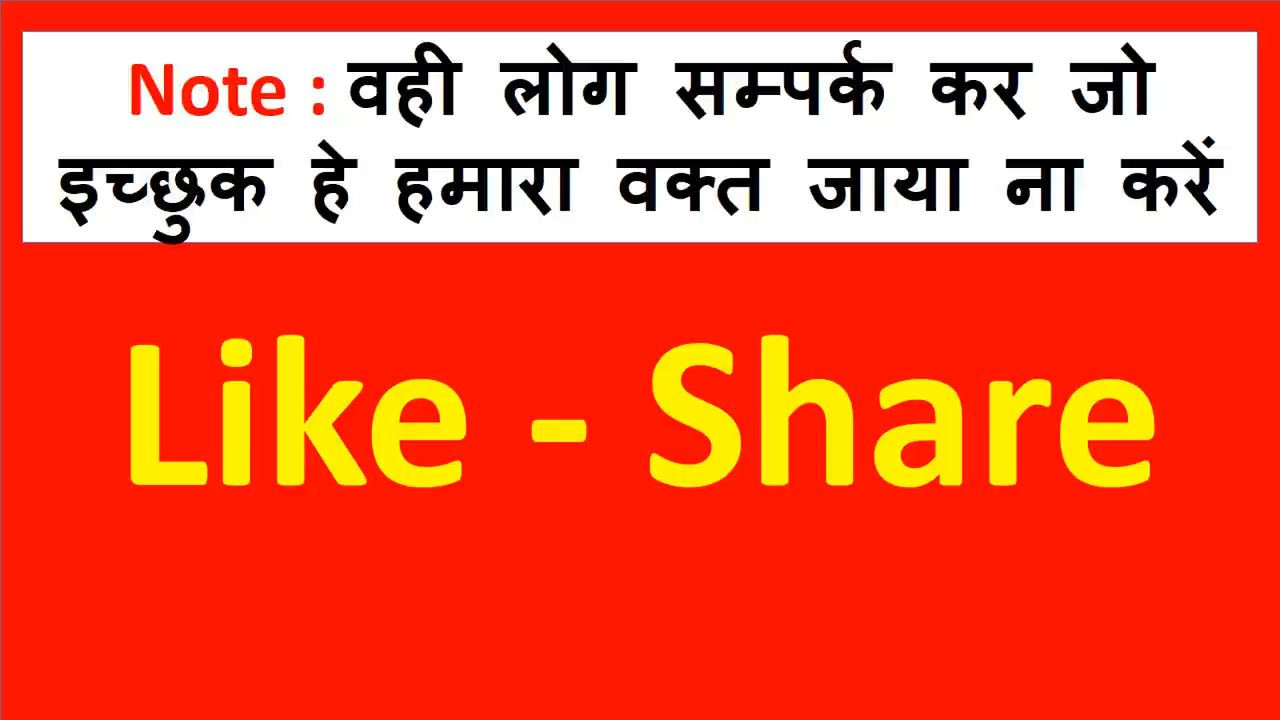 Note : वही लोग सम्पर्क कर जो
इच्छुक हे हमारा वक्त जाया ना करें
Like - Share